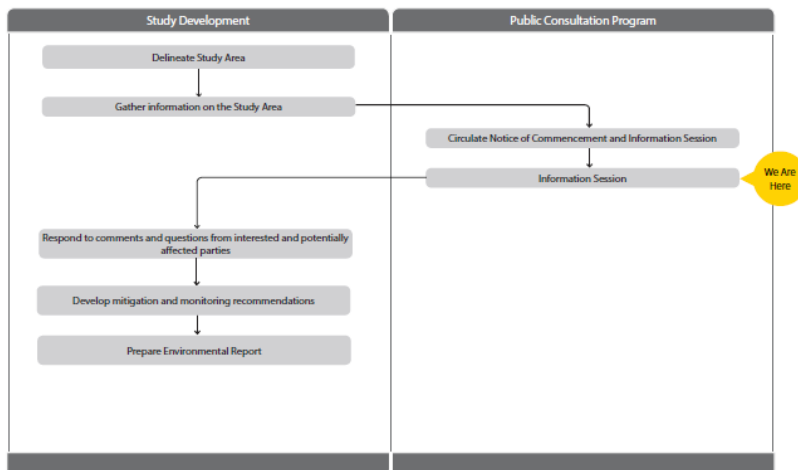 Study Development
Public Consultation Program
Delineate Study Area
Gather information on the Study Area
Circulate Notice of Commencement and Information Session
Information Session
We Are
Here
Respond to comments and questions from interested and potentially
affected parties
Develop mitigation and monitoring recommendations
Prepare Environmental Report